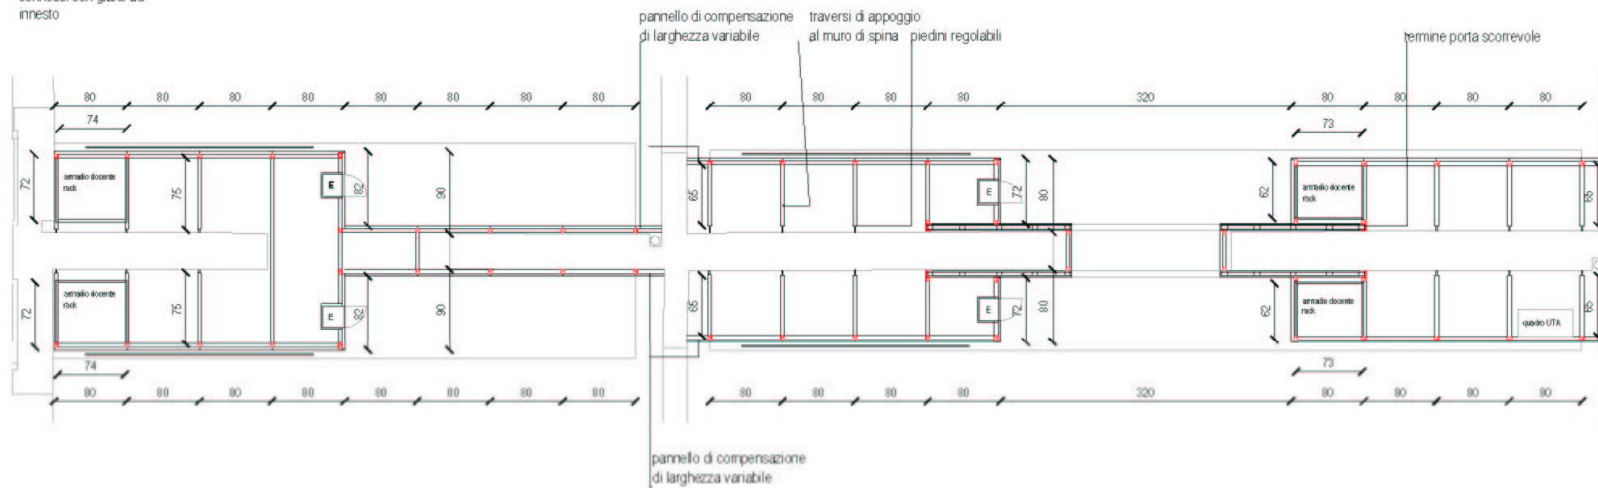 innesto
pannello di compensazione
di larghezza variabile
traversi di appoggio
al muro di spina
piedini regolabili
termine porta scorrevole
80 80 80 80 80 80 80 80
80 80 80 80 320 80 80 80 80
74
73
72
armadio docente
rack
75
E
82
90
65
E
72
80
62
armadio docente
rack
65
72
armadio docente
rack
75
E
82
90
65
E
72
80
62
armadio docente
rack
quadro UTA
65
74
73
80 80 80 80 80 80 80 80
80 80 80 80 320 80 80 80 80
pannello di compensazione
di larghezza variabile